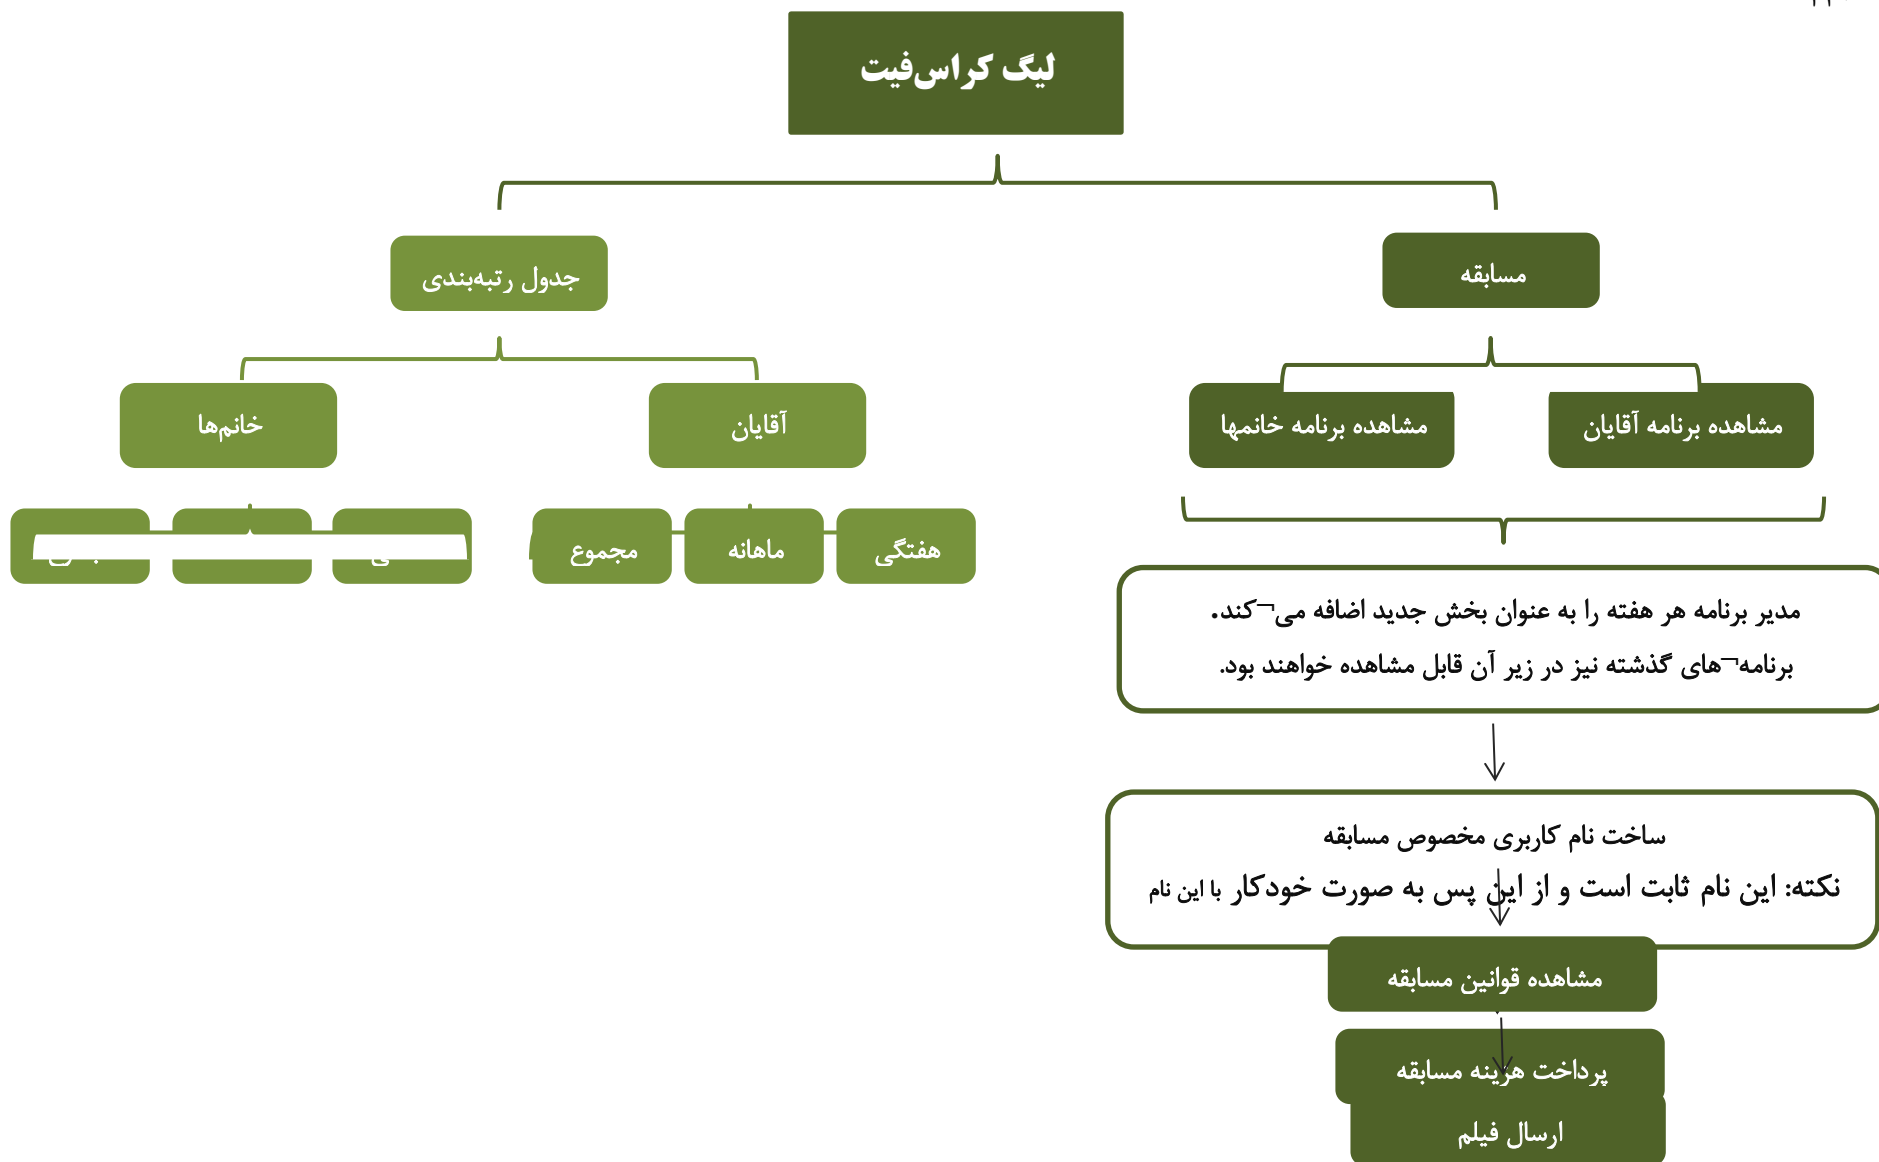 لیگ کراس‌فیت
مسابقه
جدول رتبه‌بندی
مشاهده برنامه آقایان
مشاهده برنامه خانمها
آقایان
خانم‌ها
هفتگی
ماهانه
مجموع
مدیر برنامه هر هفته را به عنوان بخش جدید اضافه می¬کند.
برنامه¬های گذشته نیز در زیر آن قابل مشاهده خواهند بود.
ساخت نام کاربری مخصوص مسابقه
نکته: این نام ثابت است و از این پس به صورت خودکار با این نام
مشاهده قوانین مسابقه
پرداخت هزینه مسابقه
ارسال فیلم